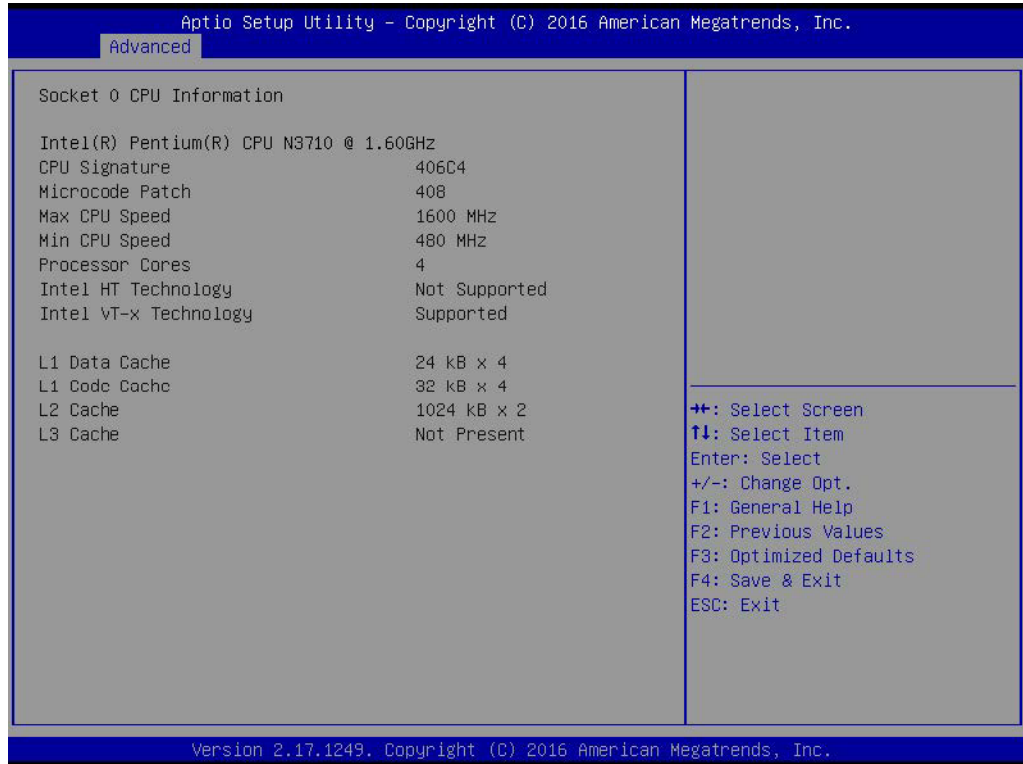 Aptio Setup Utility – Copyright (C) 2016 American Megatrends, Inc.
Advanced
Socket 0 CPU Information
Intel(R) Pentium(R) CPU N3710 @ 1.60GHz
CPU Signature 406C4
Microcode Patch 408
Max CPU Speed 1600 MHz
Min CPU Speed 480 MHz
Processor Cores 4
Intel HT Technology Not Supported
Intel VT-x Technology Supported
L1 Data Cache 24 kB x 4
L1 Code Cache 32 kB x 4
L2 Cache 1024 kB x 2
L3 Cache Not Present
→←: Select Screen
↑↓: Select Item
Enter: Select
+/-: Change Opt.
F1: General Help
F2: Previous Values
F3: Optimized Defaults
F4: Save & Exit
ESC: Exit
Version 2.17.1249. Copyright (C) 2016 American Megatrends, Inc.